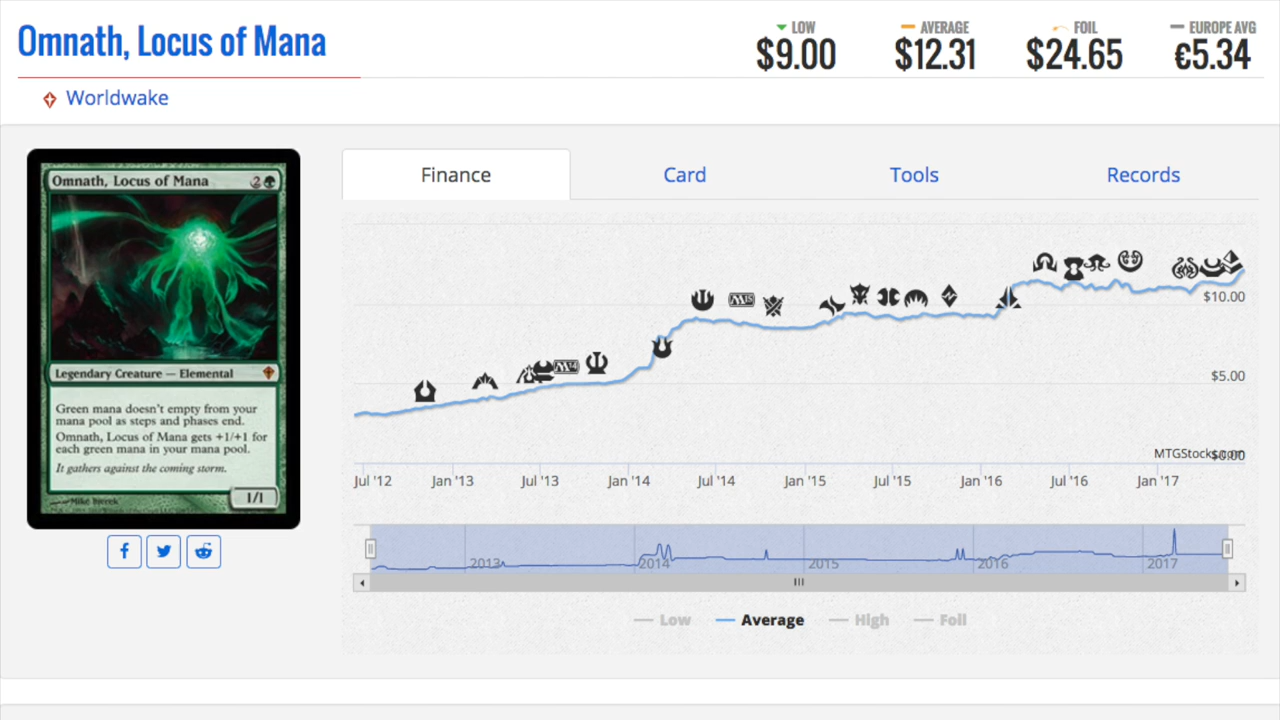 Omnath, Locus of Mana
LOW
AVERAGE
FOIL
EUROPE AVG
$9.00
$12.31
$24.65
€5.34
Worldwake
Omnath, Locus of Mana 2
Legendary Creature — Elemental
Green mana doesn't empty from your
mana pool as steps and phases end.
Omnath, Locus of Mana gets +1/+1 for
each green mana in your mana pool.
It gathers against the coming storm.
1/1
Finance
Card
Tools
Records
M15
M14
$10.00
$5.00
MTGStocks.com
$0.00
Jul '12
Jan '13
Jul '13
Jan '14
Jul '14
Jan '15
Jul '15
Jan '16
Jul '16
Jan '17
2013
2014
2015
2016
2017
Low
Average
High
Foil